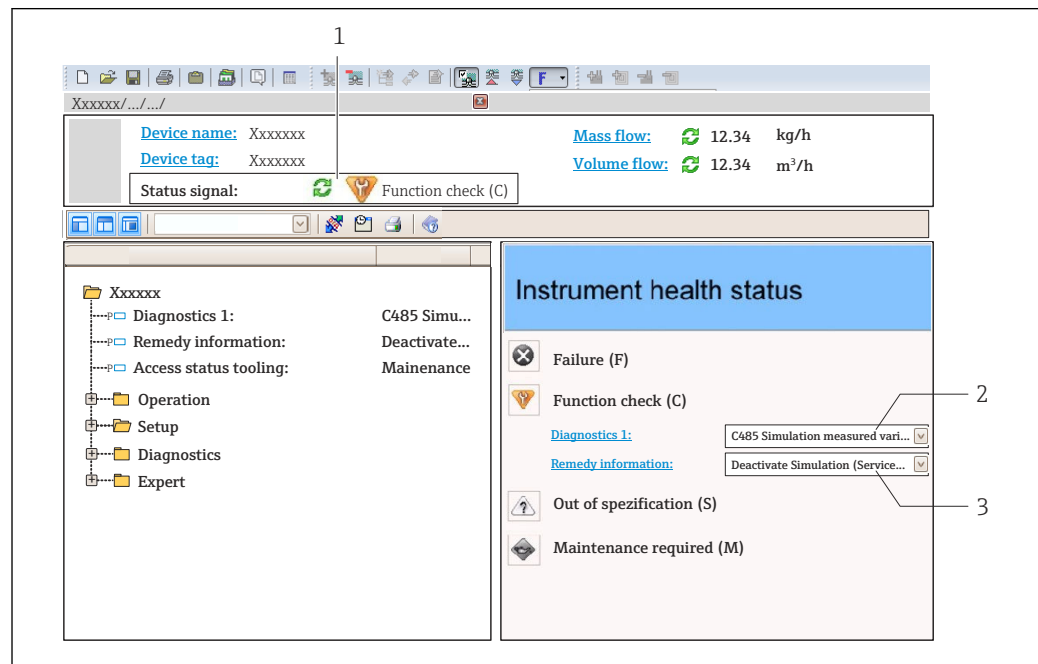 1
F
Xxxxxx/.../.../
Device name: Xxxxxxx
Mass flow: 12.34 kg/h
Device tag: Xxxxxxx
Volume flow: 12.34 m³/h
Status signal: Function check (C)
Xxxxxx
P Diagnostics 1: C485 Simu...
P Remedy information: Deactivate...
P Access status tooling: Mainenance
Operation
Setup
Diagnostics
Expert
Instrument health status
Failure (F)
Function check (C)
2
Diagnostics 1: C485 Simulation measured vari...
Remedy information: Deactivate Simulation (Service...
3
Out of spezification (S)
Maintenance required (M)